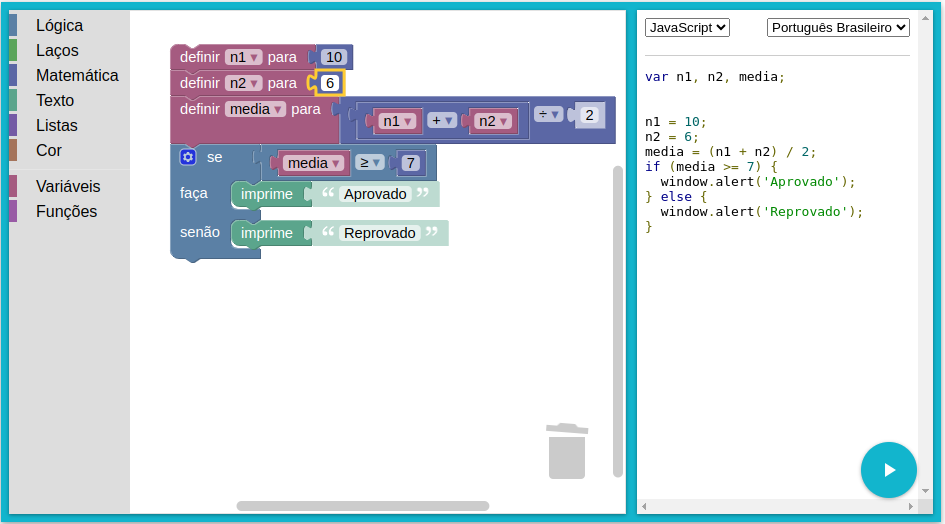 Lógica
Laços
Matemática
Texto
Listas
Cor
Variáveis
Funções
definir n1 para 10
definir n2 para 6
definir media para n1 + n2 ÷ 2
se media ≥ 7
faça imprime “ Aprovado ”
senão imprime “ Reprovado ”
JavaScript Português Brasileiro
var n1, n2, media;
n1 = 10;
n2 = 6;
media = (n1 + n2) / 2;
if (media >= 7) {
  window.alert('Aprovado');
} else {
  window.alert('Reprovado');
}